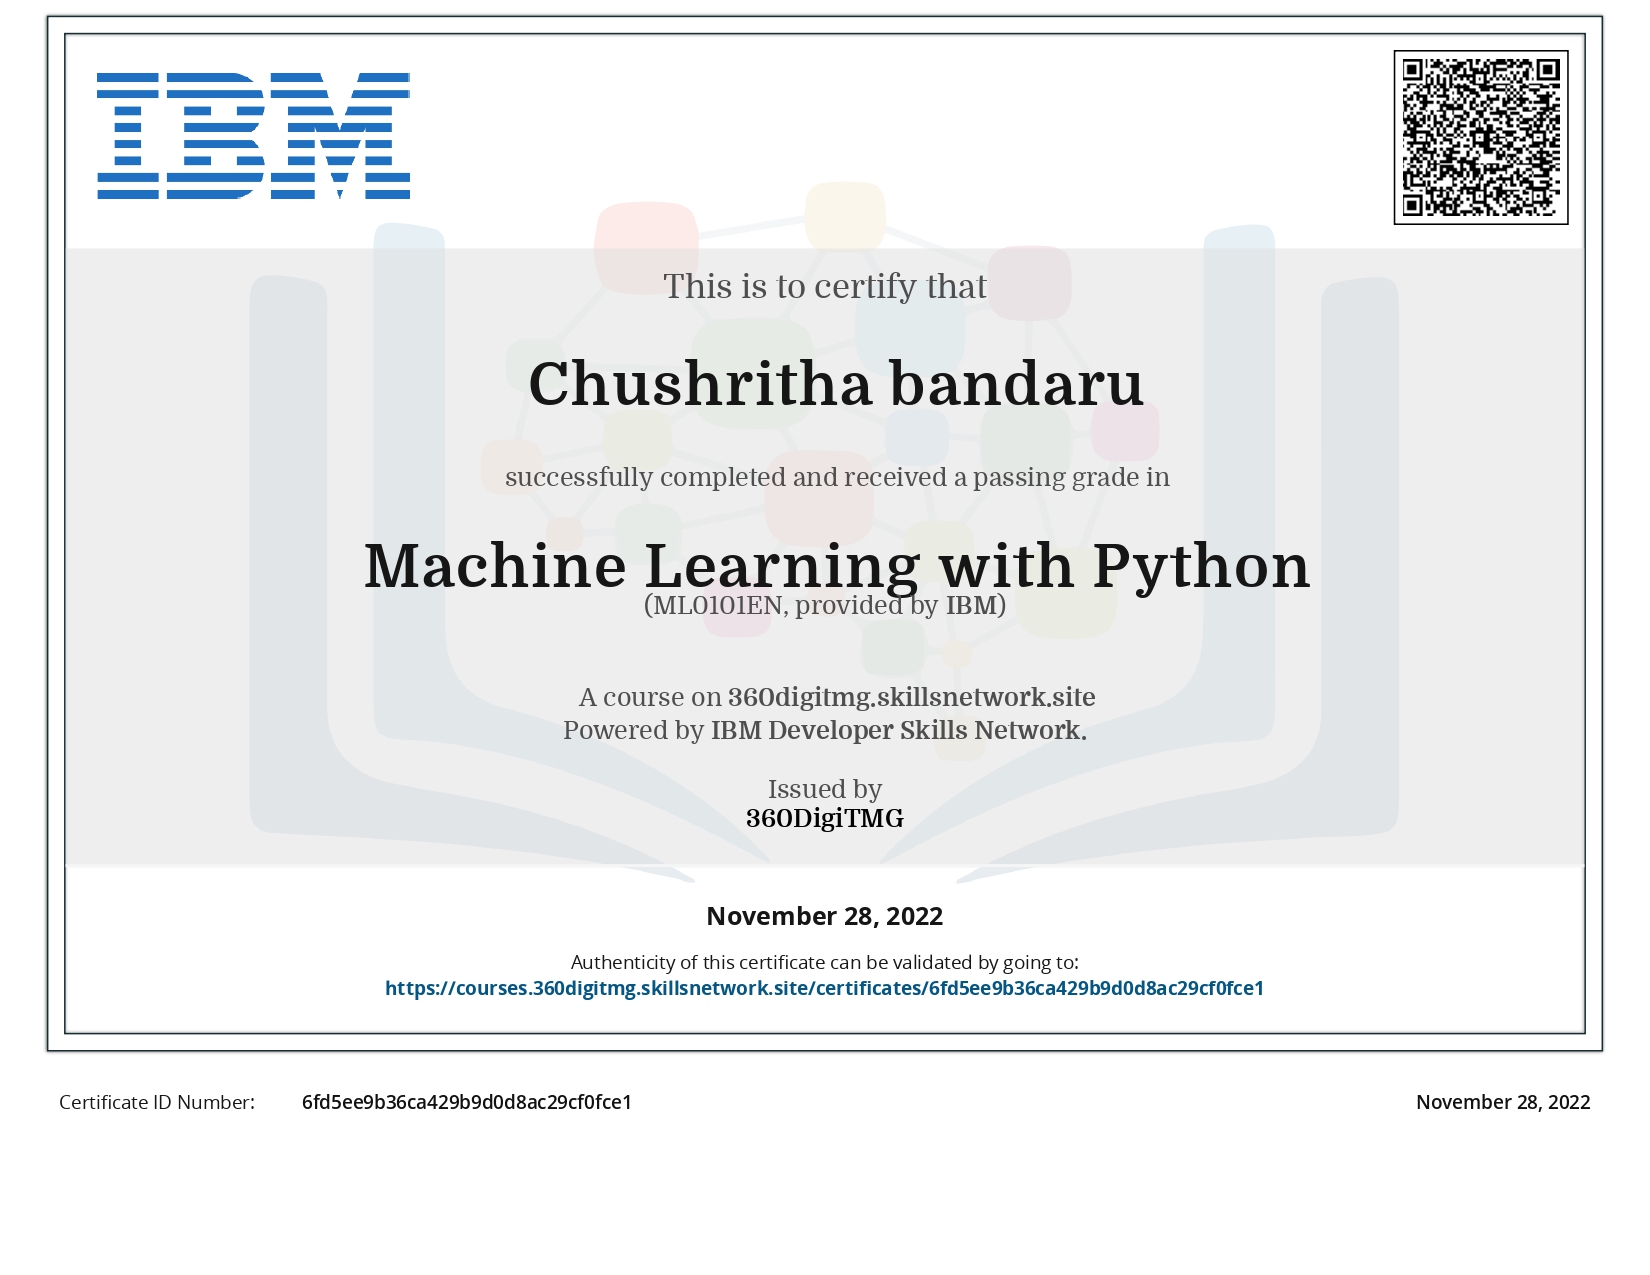 IBM
This is to certify that
Chushritha bandaru
successfully completed and received a passing grade in
Machine Learning with Python
(ML0101EN, provided by IBM)
A course on 360digitmg.skillsnetwork.site
Powered by IBM Developer Skills Network.
Issued by
360DigiTMG
November 28, 2022
Authenticity of this certificate can be validated by going to:
https://courses.360digitmg.skillsnetwork.site/certificates/6fd5ee9b36ca429b9d0d8ac29cf0fce1
Certificate ID Number: 6fd5ee9b36ca429b9d0d8ac29cf0fce1 November 28, 2022